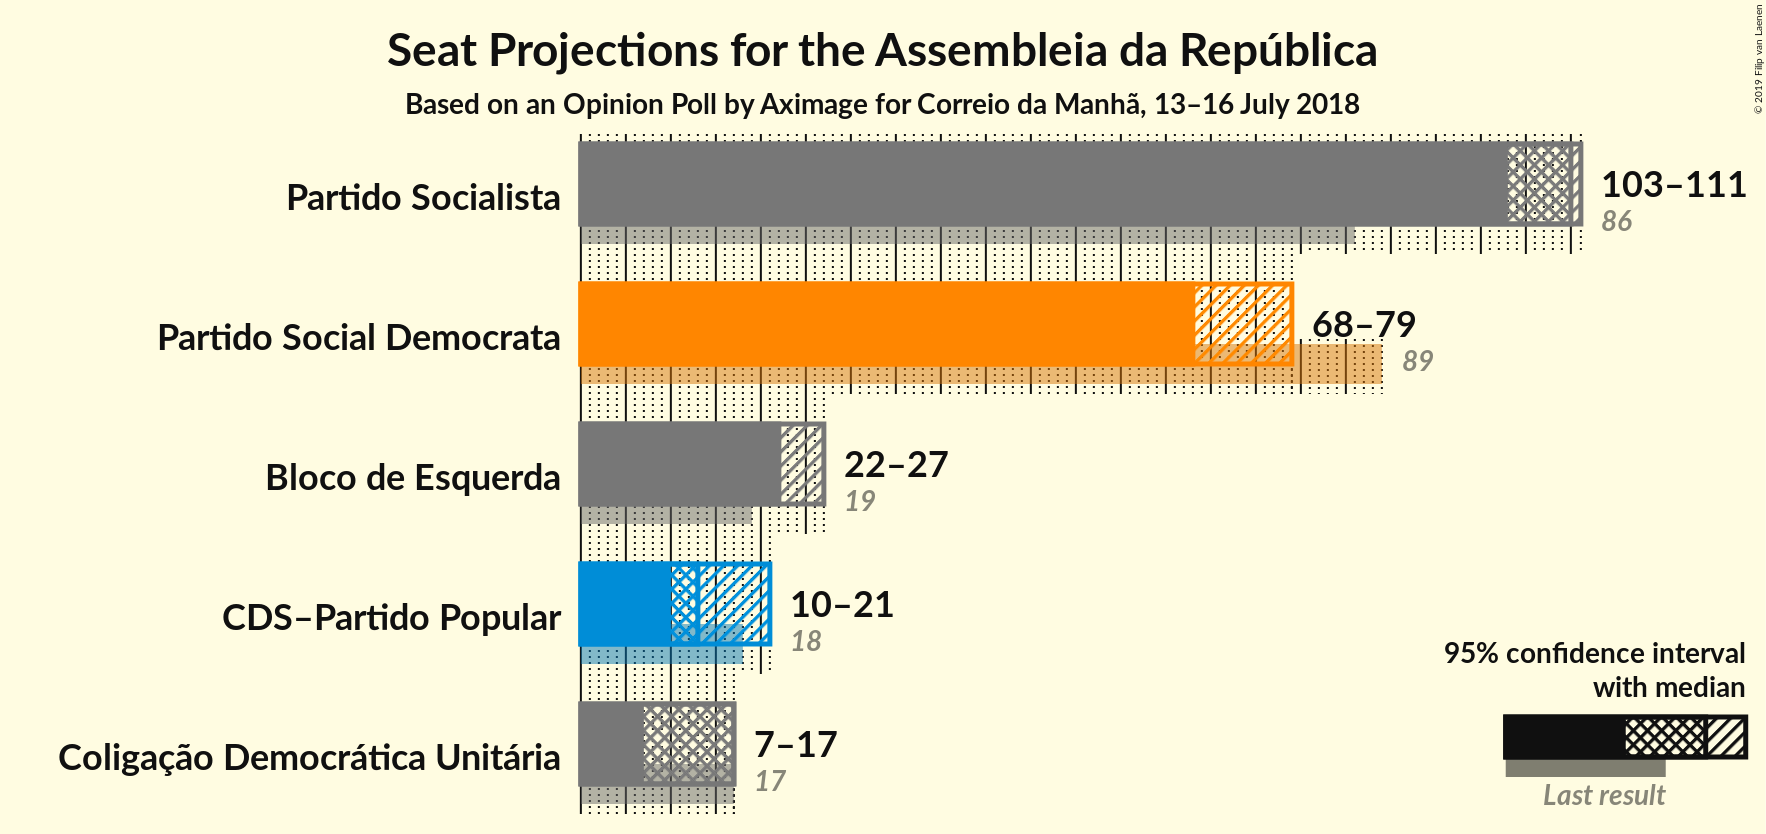 Seat Projections for the Assembleia da República
Based on an Opinion Poll by Aximage for Correio da Manhã, 13–16 July 2018
© 2019 Filip van Laenen
Partido Socialista
103–111
86
Partido Social Democrata
68–79
89
Bloco de Esquerda
22–27
19
CDS–Partido Popular
10–21
18
Coligação Democrática Unitária
7–17
17
95% confidence interval
with median
Last result